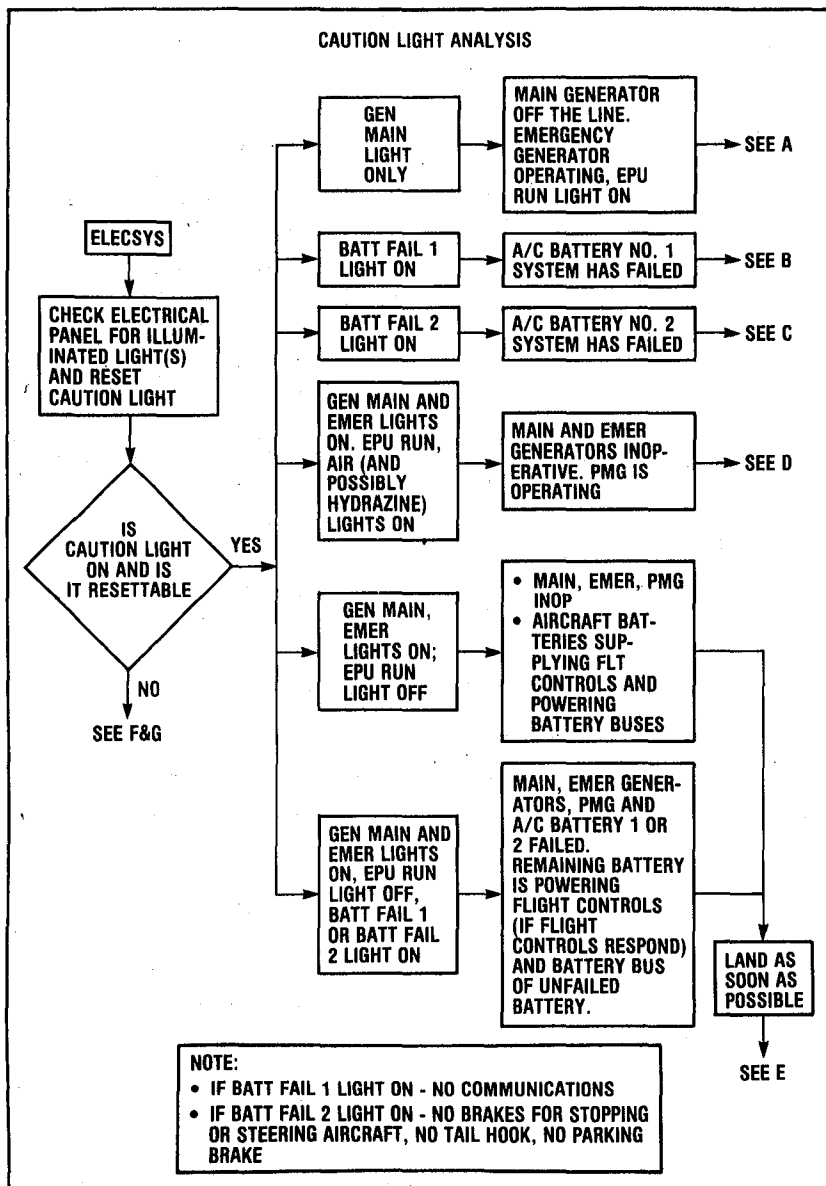 CAUTION LIGHT ANALYSIS
ELECSYS
CHECK ELECTRICAL
PANEL FOR ILLUM-
INATED LIGHT(S)
AND RESET
CAUTION LIGHT
IS
CAUTION LIGHT
ON AND IS
IT RESETTABLE
YES
NO
SEE F&G
GEN
MAIN
LIGHT
ONLY
MAIN GENERATOR
OFF THE LINE.
EMERGENCY
GENERATOR
OPERATING, EPU
RUN LIGHT ON
SEE A
BATT FAIL 1
LIGHT ON
A/C BATTERY NO. 1
SYSTEM HAS FAILED
SEE B
BATT FAIL 2
LIGHT ON
A/C BATTERY NO. 2
SYSTEM HAS FAILED
SEE C
GEN MAIN AND
EMER LIGHTS
ON. EPU RUN,
AIR (AND
POSSIBLY
HYDRAZINE)
LIGHTS ON
MAIN AND EMER
GENERATORS INOP-
ERATIVE. PMG IS
OPERATING
SEE D
GEN MAIN,
EMER
LIGHTS ON;
EPU RUN
LIGHT OFF
• MAIN, EMER, PMG
INOP
• AIRCRAFT BAT-
TERIES SUP-
PLYING FLT
CONTROLS AND
POWERING
BATTERY BUSES
GEN MAIN AND
EMER LIGHTS
ON, EPU RUN
LIGHT OFF,
BATT FAIL 1
OR BATT FAIL
2 LIGHT ON
MAIN, EMER GENER-
ATORS, PMG AND
A/C BATTERY 1 OR
2 FAILED.
REMAINING BATTERY
IS POWERING
FLIGHT CONTROLS
(IF FLIGHT
CONTROLS RESPOND)
AND BATTERY BUS
OF UNFAILED
BATTERY.
LAND AS
SOON AS
POSSIBLE
SEE E
NOTE:
• IF BATT FAIL 1 LIGHT ON - NO COMMUNICATIONS
• IF BATT FAIL 2 LIGHT ON - NO BRAKES FOR STOPPING
OR STEERING AIRCRAFT, NO TAIL HOOK, NO PARKING
BRAKE